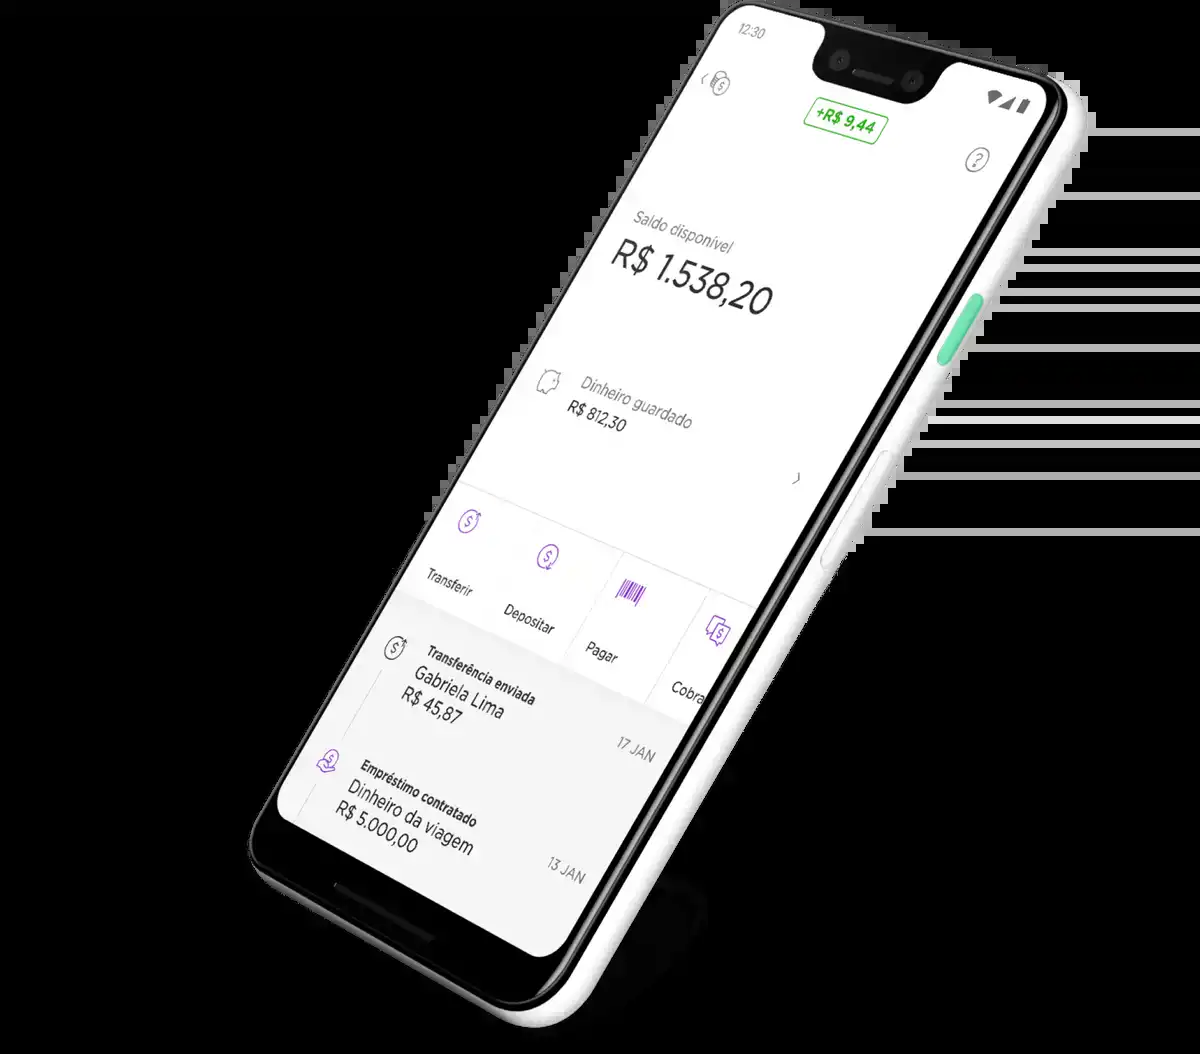 12:30
+R$ 9,44
?
Saldo disponível
R$ 1.538,20
Dinheiro guardado
R$ 812,30
Transferir
Depositar
Pagar
Cobra
Transferência enviada
Gabriela Lima
R$ 45,87
17 JAN
Empréstimo contratado
Dinheiro da viagem
R$ 5.000,00
13 JAN